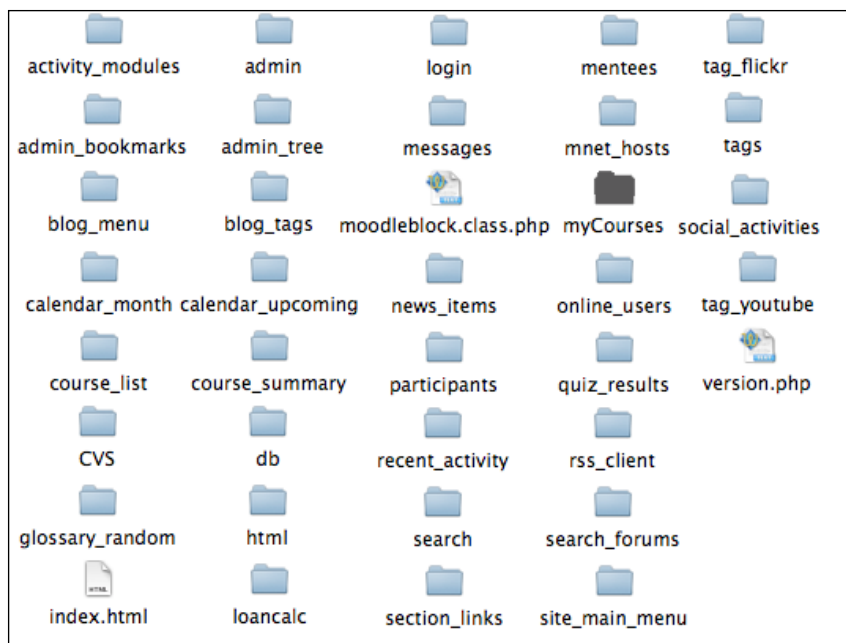 activity_modules admin login mentees tag_flickr
admin_bookmarks admin_tree messages mnet_hosts tags
blog_menu blog_tags moodleblock.class.php myCourses social_activities
calendar_month calendar_upcoming news_items online_users tag_youtube
course_list course_summary participants quiz_results version.php
CVS db recent_activity rss_client
glossary_random html search search_forums
HTML
index.html loancalc section_links site_main_menu